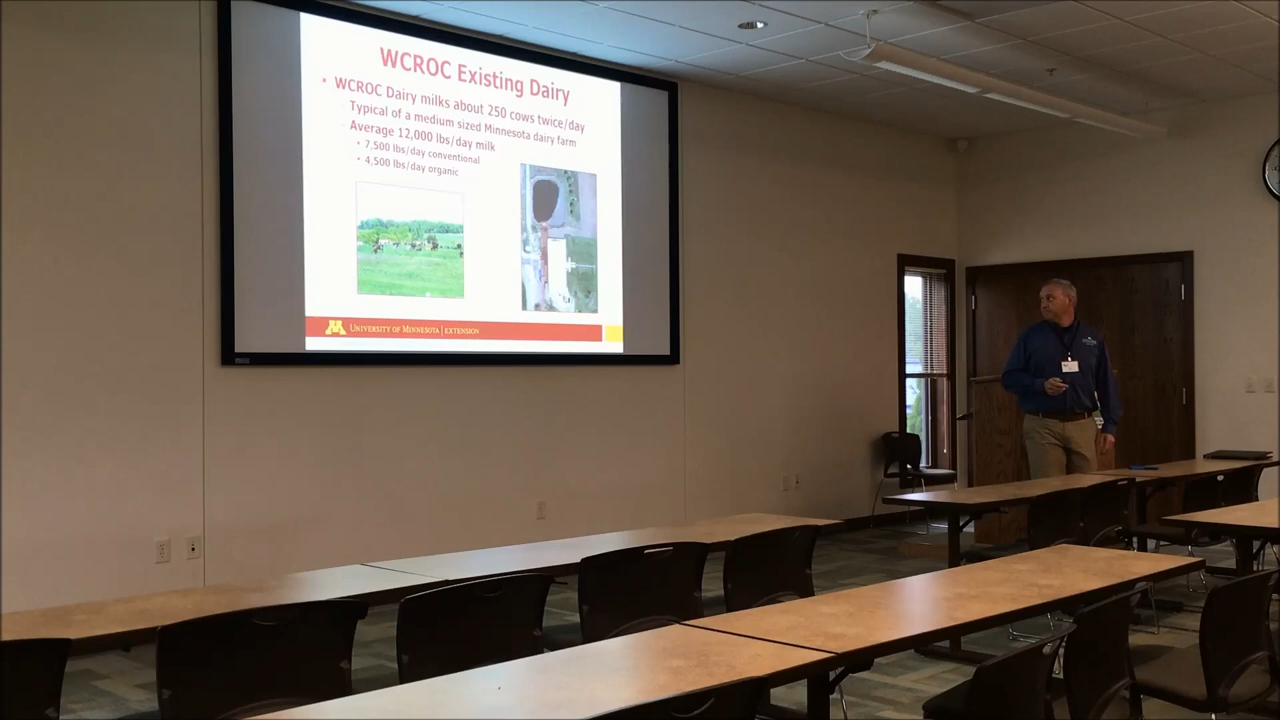 WCROC Existing Dairy
• WCROC Dairy milks about 250 cows twice/day
Typical of a medium sized Minnesota dairy farm
Average 12,000 lbs/day milk
• 7,500 lbs/day conventional
• 4,500 lbs/day organic
M UNIVERSITY OF MINNESOTA | EXTENSION